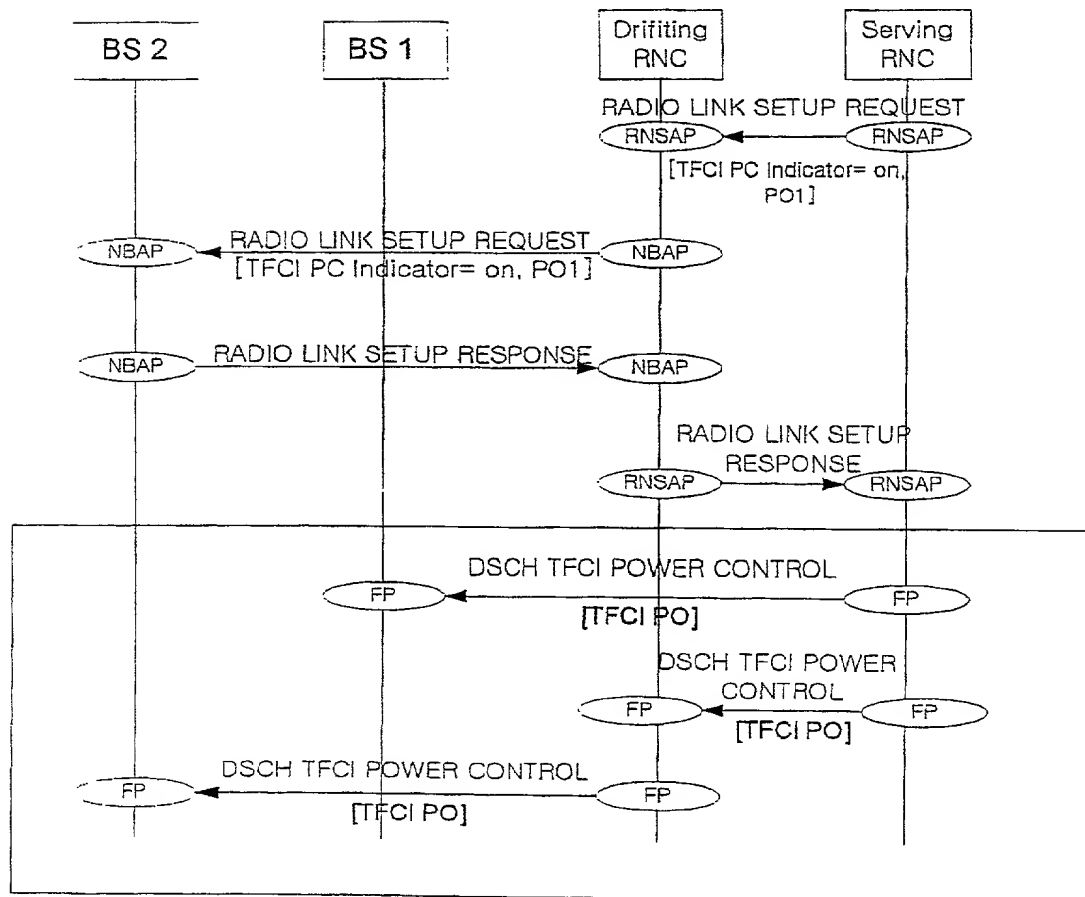 BS 2
BS 1
Drifiting
RNC
Serving
RNC
RADIO LINK SETUP REQUEST
RNSAP
RNSAP
[TFCI PC Indicator= on,
PO1]
RADIO LINK SETUP REQUEST
NBAP
NBAP
[TFCI PC Indicator= on, PO1]
RADIO LINK SETUP RESPONSE
NBAP
NBAP
RADIO LINK SETUP
RESPONSE
RNSAP
RNSAP
DSCH TFCI POWER CONTROL
FP
FP
[TFCI PO]
DSCH TFCI POWER
CONTROL
FP
FP
[TFCI PO]
DSCH TFCI POWER CONTROL
FP
FP
[TFCI PO]